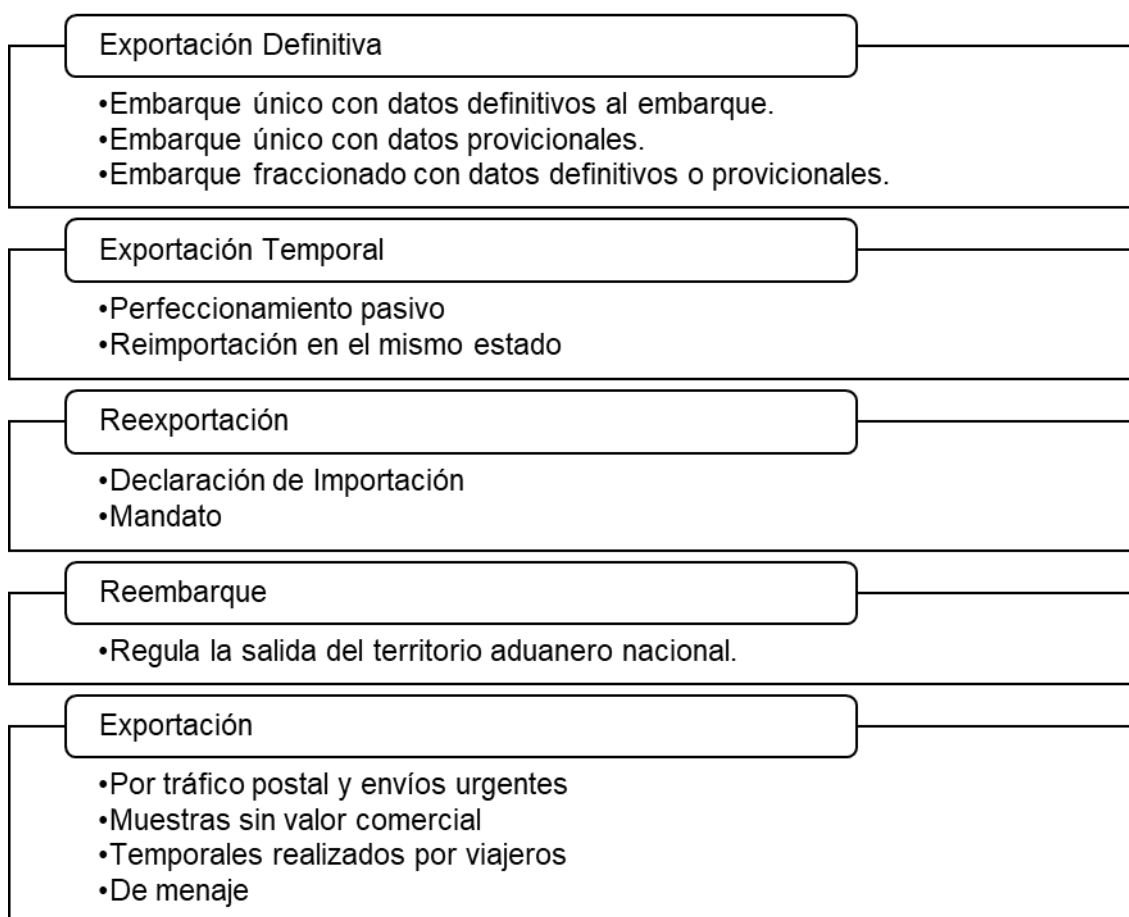 Exportación Definitiva
•Embarque único con datos definitivos al embarque.
•Embarque único con datos provicionales.
•Embarque fraccionado con datos definitivos o provicionales.
Exportación Temporal
•Perfeccionamiento pasivo
•Reimportación en el mismo estado
Reexportación
•Declaración de Importación
•Mandato
Reembarque
•Regula la salida del territorio aduanero nacional.
Exportación
•Por tráfico postal y envíos urgentes
•Muestras sin valor comercial
•Temporales realizados por viajeros
•De menaje